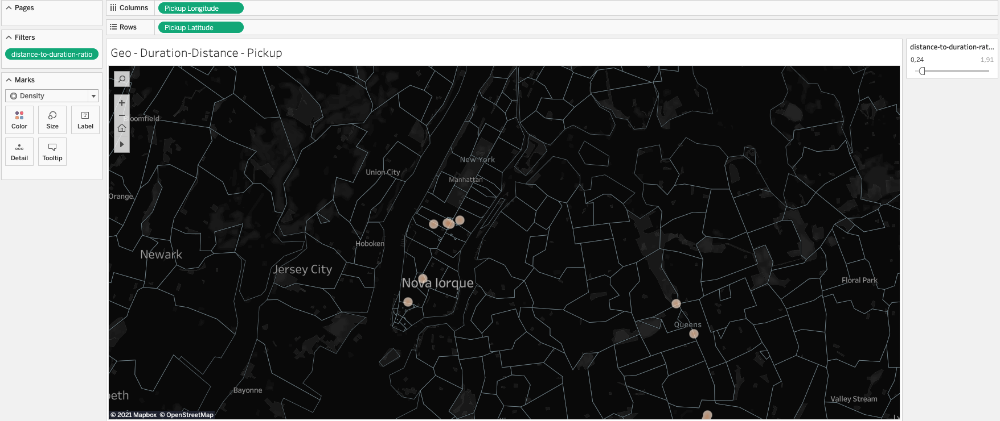 Pages
Columns
Pickup Longitude
Rows
Pickup Latitude
Filters
distance-to-duration-ratio
Marks
Density
Color
Size
Label
Detail
Tooltip
Geo - Duration-Distance - Pickup
distance-to-duration-rat...
0,24 1,91
Bloomfield
New York
Union City
Manhattan
Orange
Hoboken
Newark
Jersey City
Nova Iorque
Floral Park
Queens
Bayonne
Valley Stream
© 2021 Mapbox © OpenStreetMap